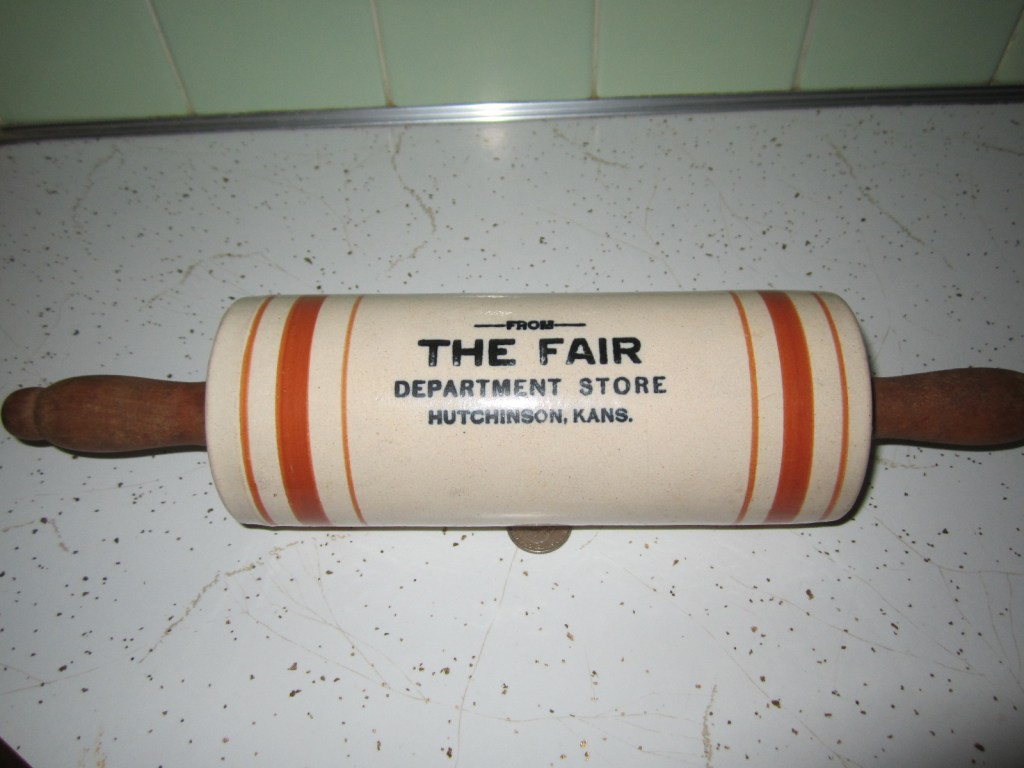 —FROM—
THE FAIR
DEPARTMENT STORE
HUTCHINSON, KANS.